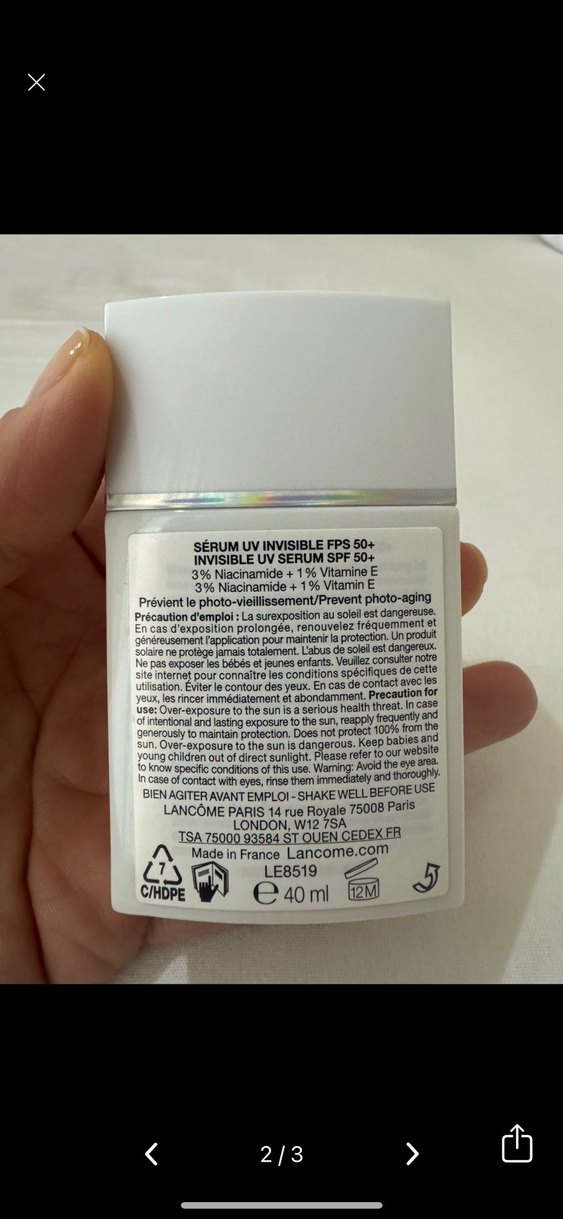 SÉRUM UV INVISIBLE FPS 50+
INVISIBLE UV SERUM SPF 50+
3% Niacinamide + 1% Vitamine E
3% Niacinamide + 1% Vitamin E
Prévient le photo-vieillissement/Prevent photo-aging
Précaution d'emploi : La surexposition au soleil est dangereuse.
En cas d'exposition prolongée, renouvelez fréquemment et
généreusement l'application pour maintenir la protection. Un produit
solaire ne protège jamais totalement. L'abus de soleil est dangereux.
Ne pas exposer les bébés et jeunes enfants. Veuillez consulter notre
site internet pour connaître les conditions spécifiques de cette
utilisation. Éviter le contour des yeux. En cas de contact avec les
yeux, les rincer immédiatement et abondamment. Precaution for
use: Over-exposure to the sun is a serious health threat. In case
of intentional and lasting exposure to the sun, reapply frequently and
generously to maintain protection. Does not protect 100% from the
sun. Over-exposure to the sun is dangerous. Keep babies and
young children out of direct sunlight. Please refer to our website
to know specific conditions of this use. Warning: Avoid the eye area.
In case of contact with eyes, rinse them immediately and thoroughly.
BIEN AGITER AVANT EMPLOI - SHAKE WELL BEFORE USE
LANCÔME PARIS 14 rue Royale 75008 Paris
LONDON, W12 7SA
TSA 75000 93584 ST OUEN CEDEX FR
Made in France Lancome.com
7
C/HDPE
LE8519
e 40 ml
12M
2 / 3